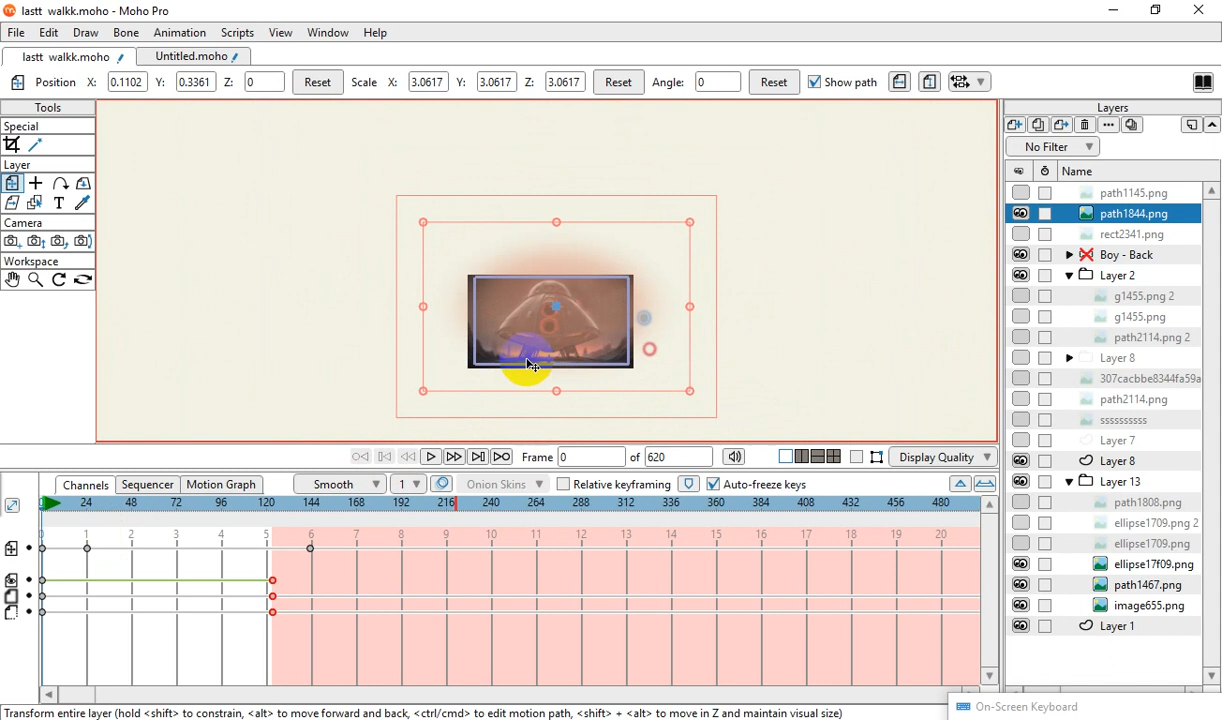 lastt walkk.moho - Moho Pro
File Edit Draw Bone Animation Scripts View Window Help
lastt walkk.moho Untitled.moho
Position X: 0.1102 Y: 0.3361 Z: 0 Reset Scale X: 3.0617 Y: 3.0617 Z: 3.0617 Reset Angle: 0 Reset Show path
Tools
Special
Layer
Camera
Workspace
Layers
No Filter
Name
path1145.png
path1844.png
rect2341.png
Boy - Back
Layer 2
g1455.png 2
g1455.png
path2114.png 2
Layer 8
307cacbbe8344fa59a
path2114.png
ssssssssss
Layer 7
Layer 8
Layer 13
path1808.png
ellipse1709.png 2
ellipse1709.png
ellipse17f09.png
path1467.png
image655.png
Layer 1
Frame 0 of 620 Display Quality
Channels Sequencer Motion Graph Smooth 1 Onion Skins Relative keyframing Auto-freeze keys
0 24 48 72 96 120 144 168 192 216 240 264 288 312 336 360 384 408 432 456 480
0 1 2 3 4 5 6 7 8 9 10 11 12 13 14 15 16 17 18 19 20
Transform entire layer (hold <shift> to constrain, <alt> to move forward and back, <ctrl/cmd> to edit motion path, <shift> + <alt> to move in Z and maintain visual size)
On-Screen Keyboard